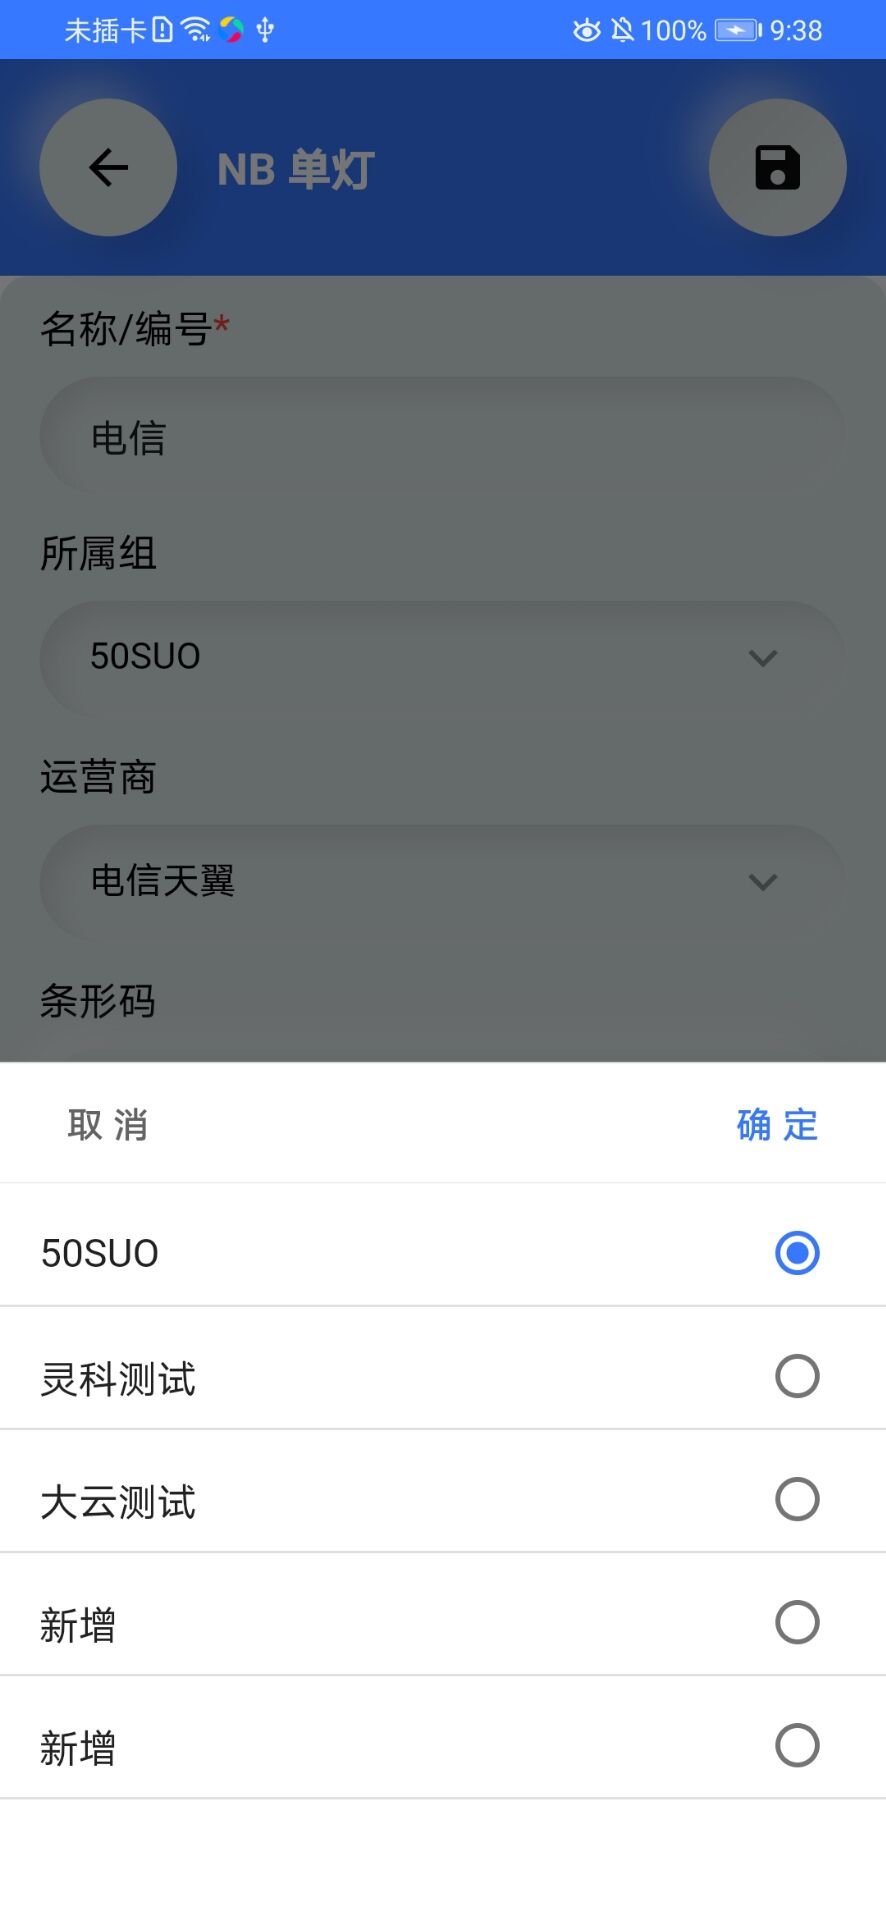 未插卡 100% 9:38
NB 单灯
名称/编号*
电信
所属组
50SUO
运营商
电信天翼
条形码
取消 确定
50SUO
灵科测试
大云测试
新增
新增